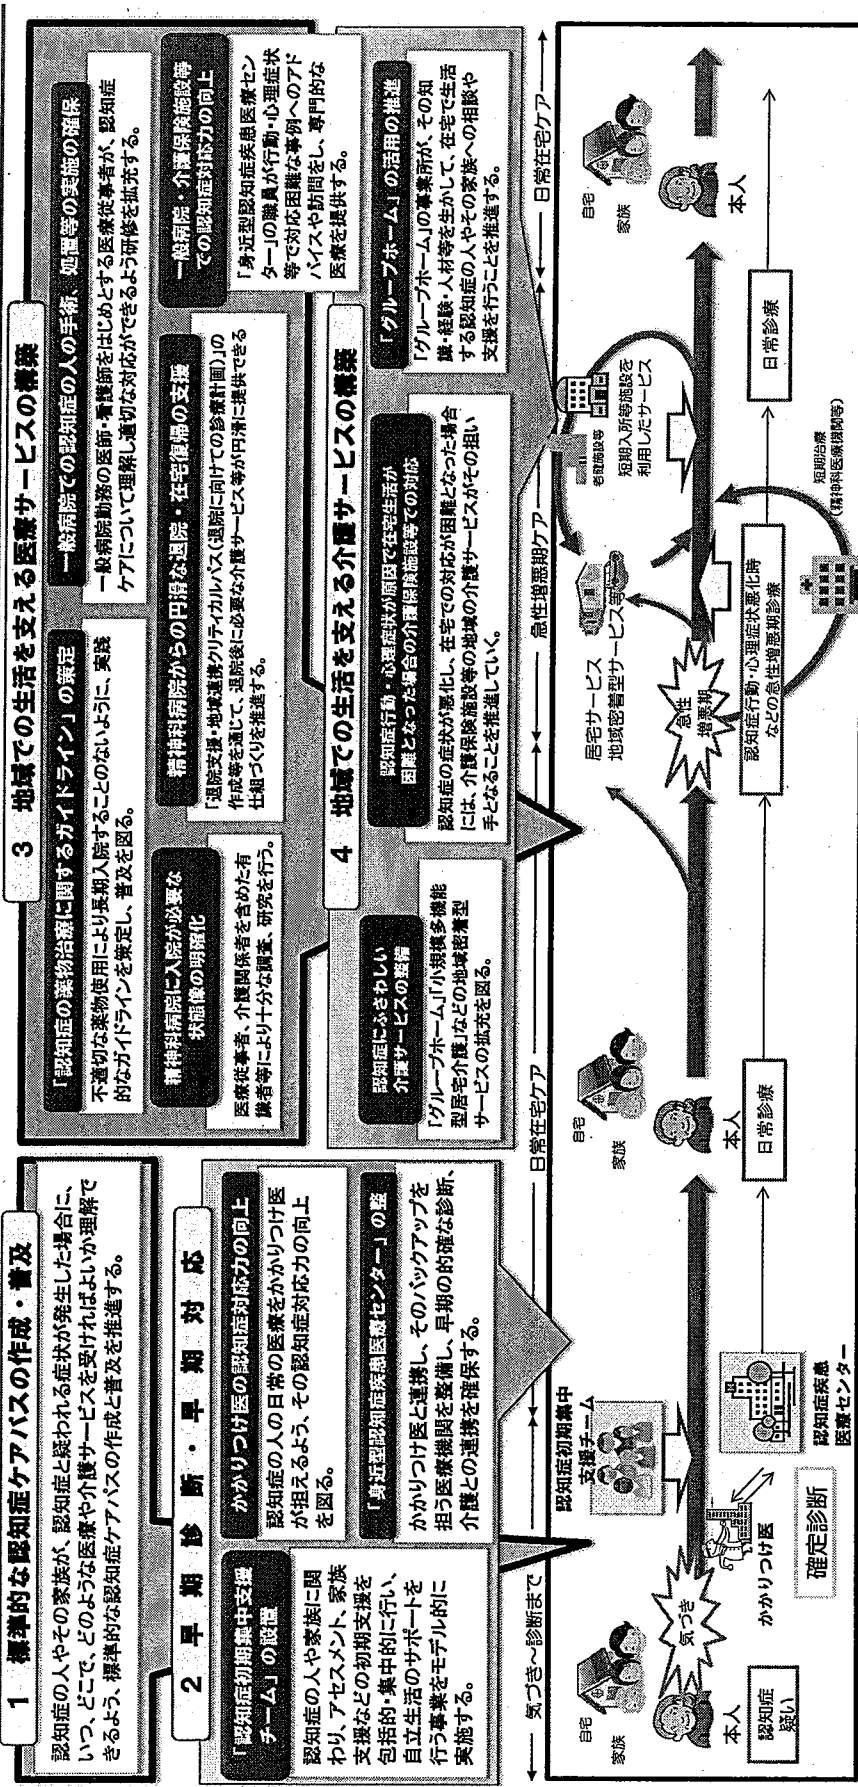 1　標準的な認知症ケアパスの作成・普及
認知症の人やその家族が、認知症と疑われる症状が発生した場合に、
いつ、どこで、どのような医療や介護サービスを受ければよいか理解で
きるよう、標準的な認知症ケアパスの作成と普及を推進する。
2　早　期　診　断・早　期　対　応
「認知症初期集中支援
チーム」の設置
認知症の人や家族に関
わり、アセスメント、家族
支援などの初期支援を
包括的・集中的に行い、
自立生活のサポートを
行う事業をモデル的に
実施する。
かかりつけ医の認知症対応力の向上
認知症の人の日常の医療をかかりつけ医
が担えるよう、その認知症対応力の向上
を図る。
「身近型認知症疾患医療センター」の整
かかりつけ医と連携し、そのバックアップを
担う医療機関を整備し、早期の的確な診断、
介護との連携を確保する。
3　地域での生活を支える医療サービスの構築
「認知症の薬物治療に関するガイドライン」の策定
不適切な薬物使用により長期入院することのないように、実践
的なガイドラインを策定し、普及を図る。
一般病院での認知症の人の手術、処置等の実施の確保
一般病院勤務の医師・看護師をはじめとする医療従事者が、認知症
ケアについて理解し適切な対応ができるよう研修を拡充する。
精神科病院に入院が必要な
状態像の明確化
医療従事者、介護関係者を含めた有
識者等により十分な調査、研究を行う。
精神科病院からの円滑な退院・在宅復帰の支援
「退院支援・地域連携クリティカルパス（退院に向けての診療計画）」の
作成等を通じて、退院後に必要な介護サービス等が円滑に提供できる
仕組づくりを推進する。
一般病院・介護保険施設等
での認知症対応力の向上
「身近型認知症疾患医療セン
ター」の職員が行動・心理症状
等で対応困難な事例へのアド
バイスや訪問をし、専門的な
医療を提供する。
4　地域での生活を支える介護サービスの構築
認知症にふさわしい
介護サービスの整備
「グループホーム」「小規模多機能
型居宅介護」などの地域密着型
サービスの拡充を図る。
認知症行動・心理症状が原因で在宅生活が
困難となった場合の介護保険施設等での対応
認知症の症状が悪化し、在宅での対応が困難となった場合
には、介護保険施設等の地域の介護サービスがその担い
手となることを推進していく。
「グループホーム」の活用の推進
「グループホーム」の事業所が、その知
識・経験・人材等を生かして、在宅で生活
する認知症の人やその家族への相談や
支援を行うことを推進する。
気づき～診断まで
日常在宅ケア
急性増悪期ケア
日常在宅ケア
自宅
家族
本人
認知症
疑い
気づき
かかりつけ医
確定診断
認知症初期集中
支援チーム
認知症疾患
医療センター
自宅
家族
本人
日常診療
居宅サービス
地域密着型サービス等
急性
増悪期
認知症行動・心理症状悪化時
などの急性増悪期診療
老健施設等
短期入所等施設を
利用したサービス
短期治療
（精神科医療機関等）
日常診療
自宅
家族
本人